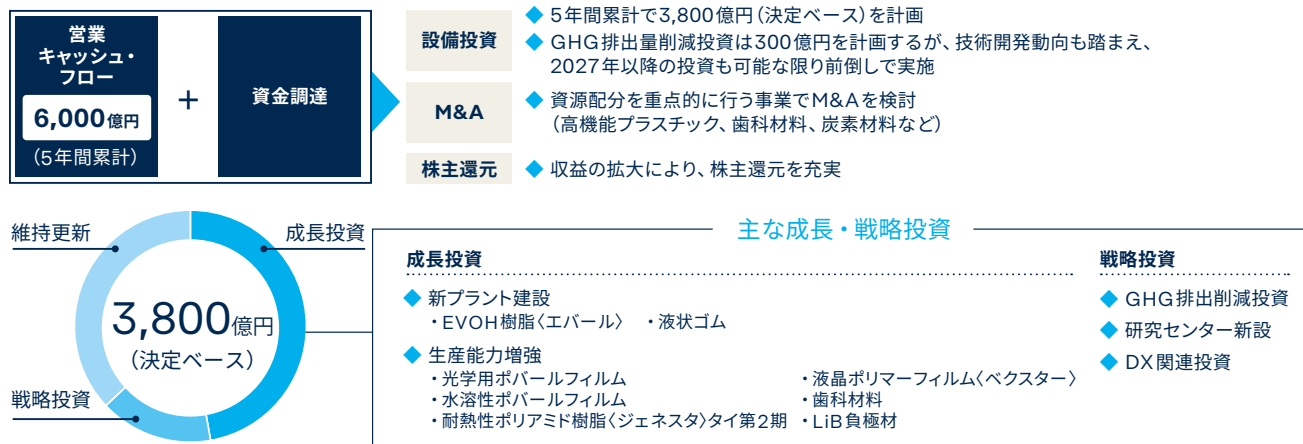 営業
キャッシュ・
フロー
6,000億円
(5年間累計)
+
資金調達
設備投資
◆ 5年間累計で3,800億円(決定ベース)を計画
◆ GHG排出量削減投資は300億円を計画するが、技術開発動向も踏まえ、
2027年以降の投資も可能な限り前倒しで実施
M&A
◆ 資源配分を重点的に行う事業でM&Aを検討
(高機能プラスチック、歯科材料、炭素材料など)
株主還元
◆ 収益の拡大により、株主還元を充実
維持更新
成長投資
戦略投資
3,800億円
(決定ベース)
主な成長・戦略投資
成長投資
◆ 新プラント建設
・EVOH樹脂〈エバール〉 ・液状ゴム
◆ 生産能力増強
・光学用ポバールフィルム
・水溶性ポバールフィルム
・耐熱性ポリアミド樹脂〈ジェネスタ〉タイ第2期
・液晶ポリマーフィルム〈ベクスター〉
・歯科材料
・LiB負極材
戦略投資
◆ GHG排出削減投資
◆ 研究センター新設
◆ DX関連投資